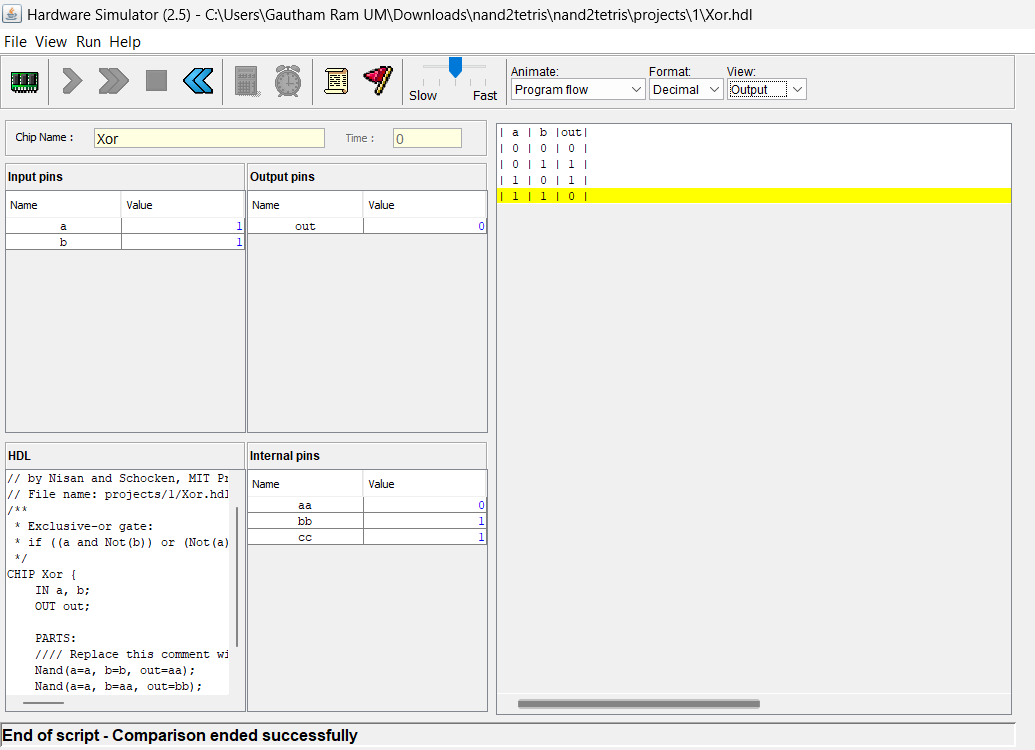 Hardware Simulator (2.5) - C:\Users\Gautham Ram UM\Downloads\nand2tetris\nand2tetris\projects\1\Xor.hdl
File View Run Help
Slow Fast
Animate: Format: View:
Program flow Decimal Output
Chip Name : Xor Time : 0
Input pins
Name Value
a 1
b 1
Output pins
Name Value
out 0
HDL
// by Nisan and Schocken, MIT Pr
// File name: projects/1/Xor.hdl
/**
* Exclusive-or gate:
* if ((a and Not(b)) or (Not(a)
*/
CHIP Xor {
IN a, b;
OUT out;
PARTS:
//// Replace this comment wi
Nand(a=a, b=b, out=aa);
Nand(a=a, b=aa, out=bb);
Internal pins
Name Value
aa 0
bb 1
cc 1
| a | b |out|
| 0 | 0 | 0 |
| 0 | 1 | 1 |
| 1 | 0 | 1 |
| 1 | 1 | 0 |
End of script - Comparison ended successfully